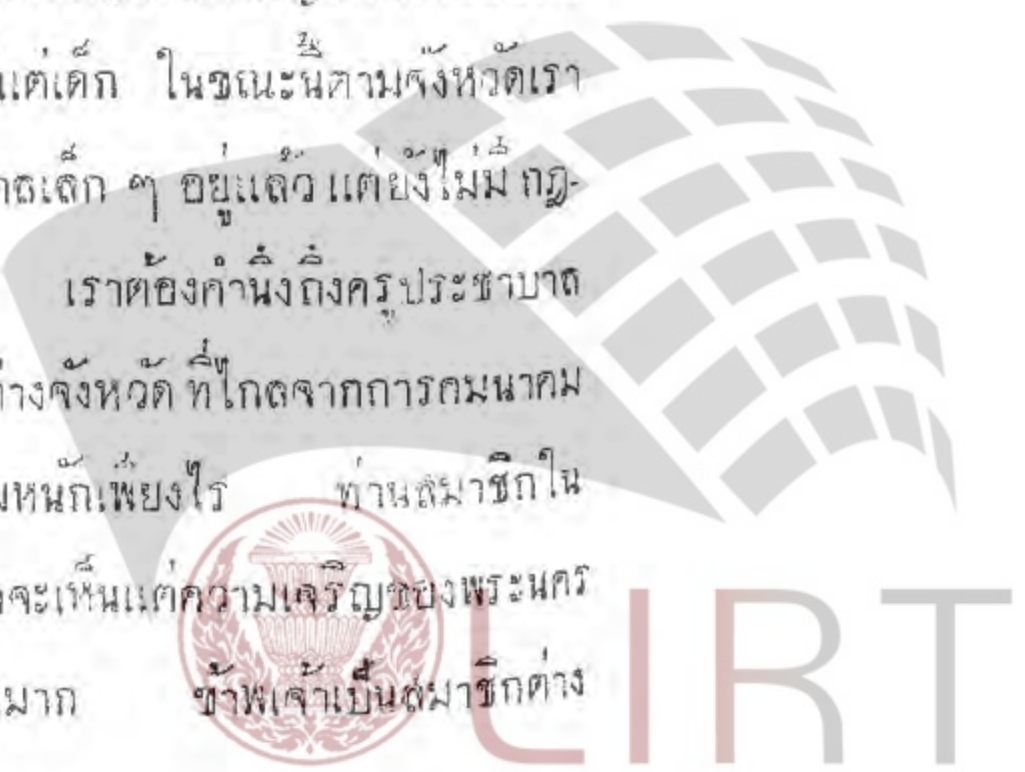 แต่เด็ก ในขณะนี้ตามจังหวัดเรา
เล็ก ๆ อยู่แล้ว แต่ยังไม่มี กฎ-
เราต้องคำนึงถึงครูประชาบาล
ต่างจังหวัด ที่ไกลจากการคมนาคม
หนักเพียงไร ท่านสมาชิกใน
จะเห็นแต่ความเจริญของพระนคร
มาก ข้าพเจ้าเป็นสมาชิกต่าง
LIRT